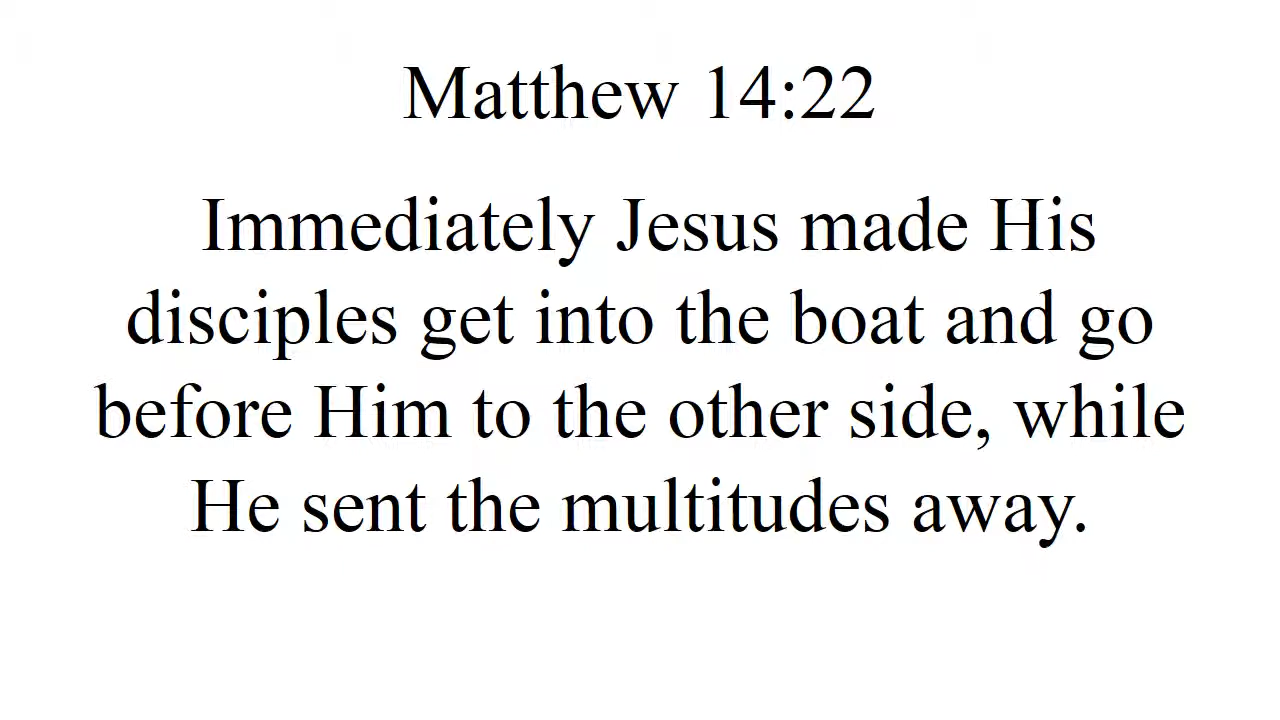 Matthew 14:22
Immediately Jesus made His
disciples get into the boat and go
before Him to the other side, while
He sent the multitudes away.